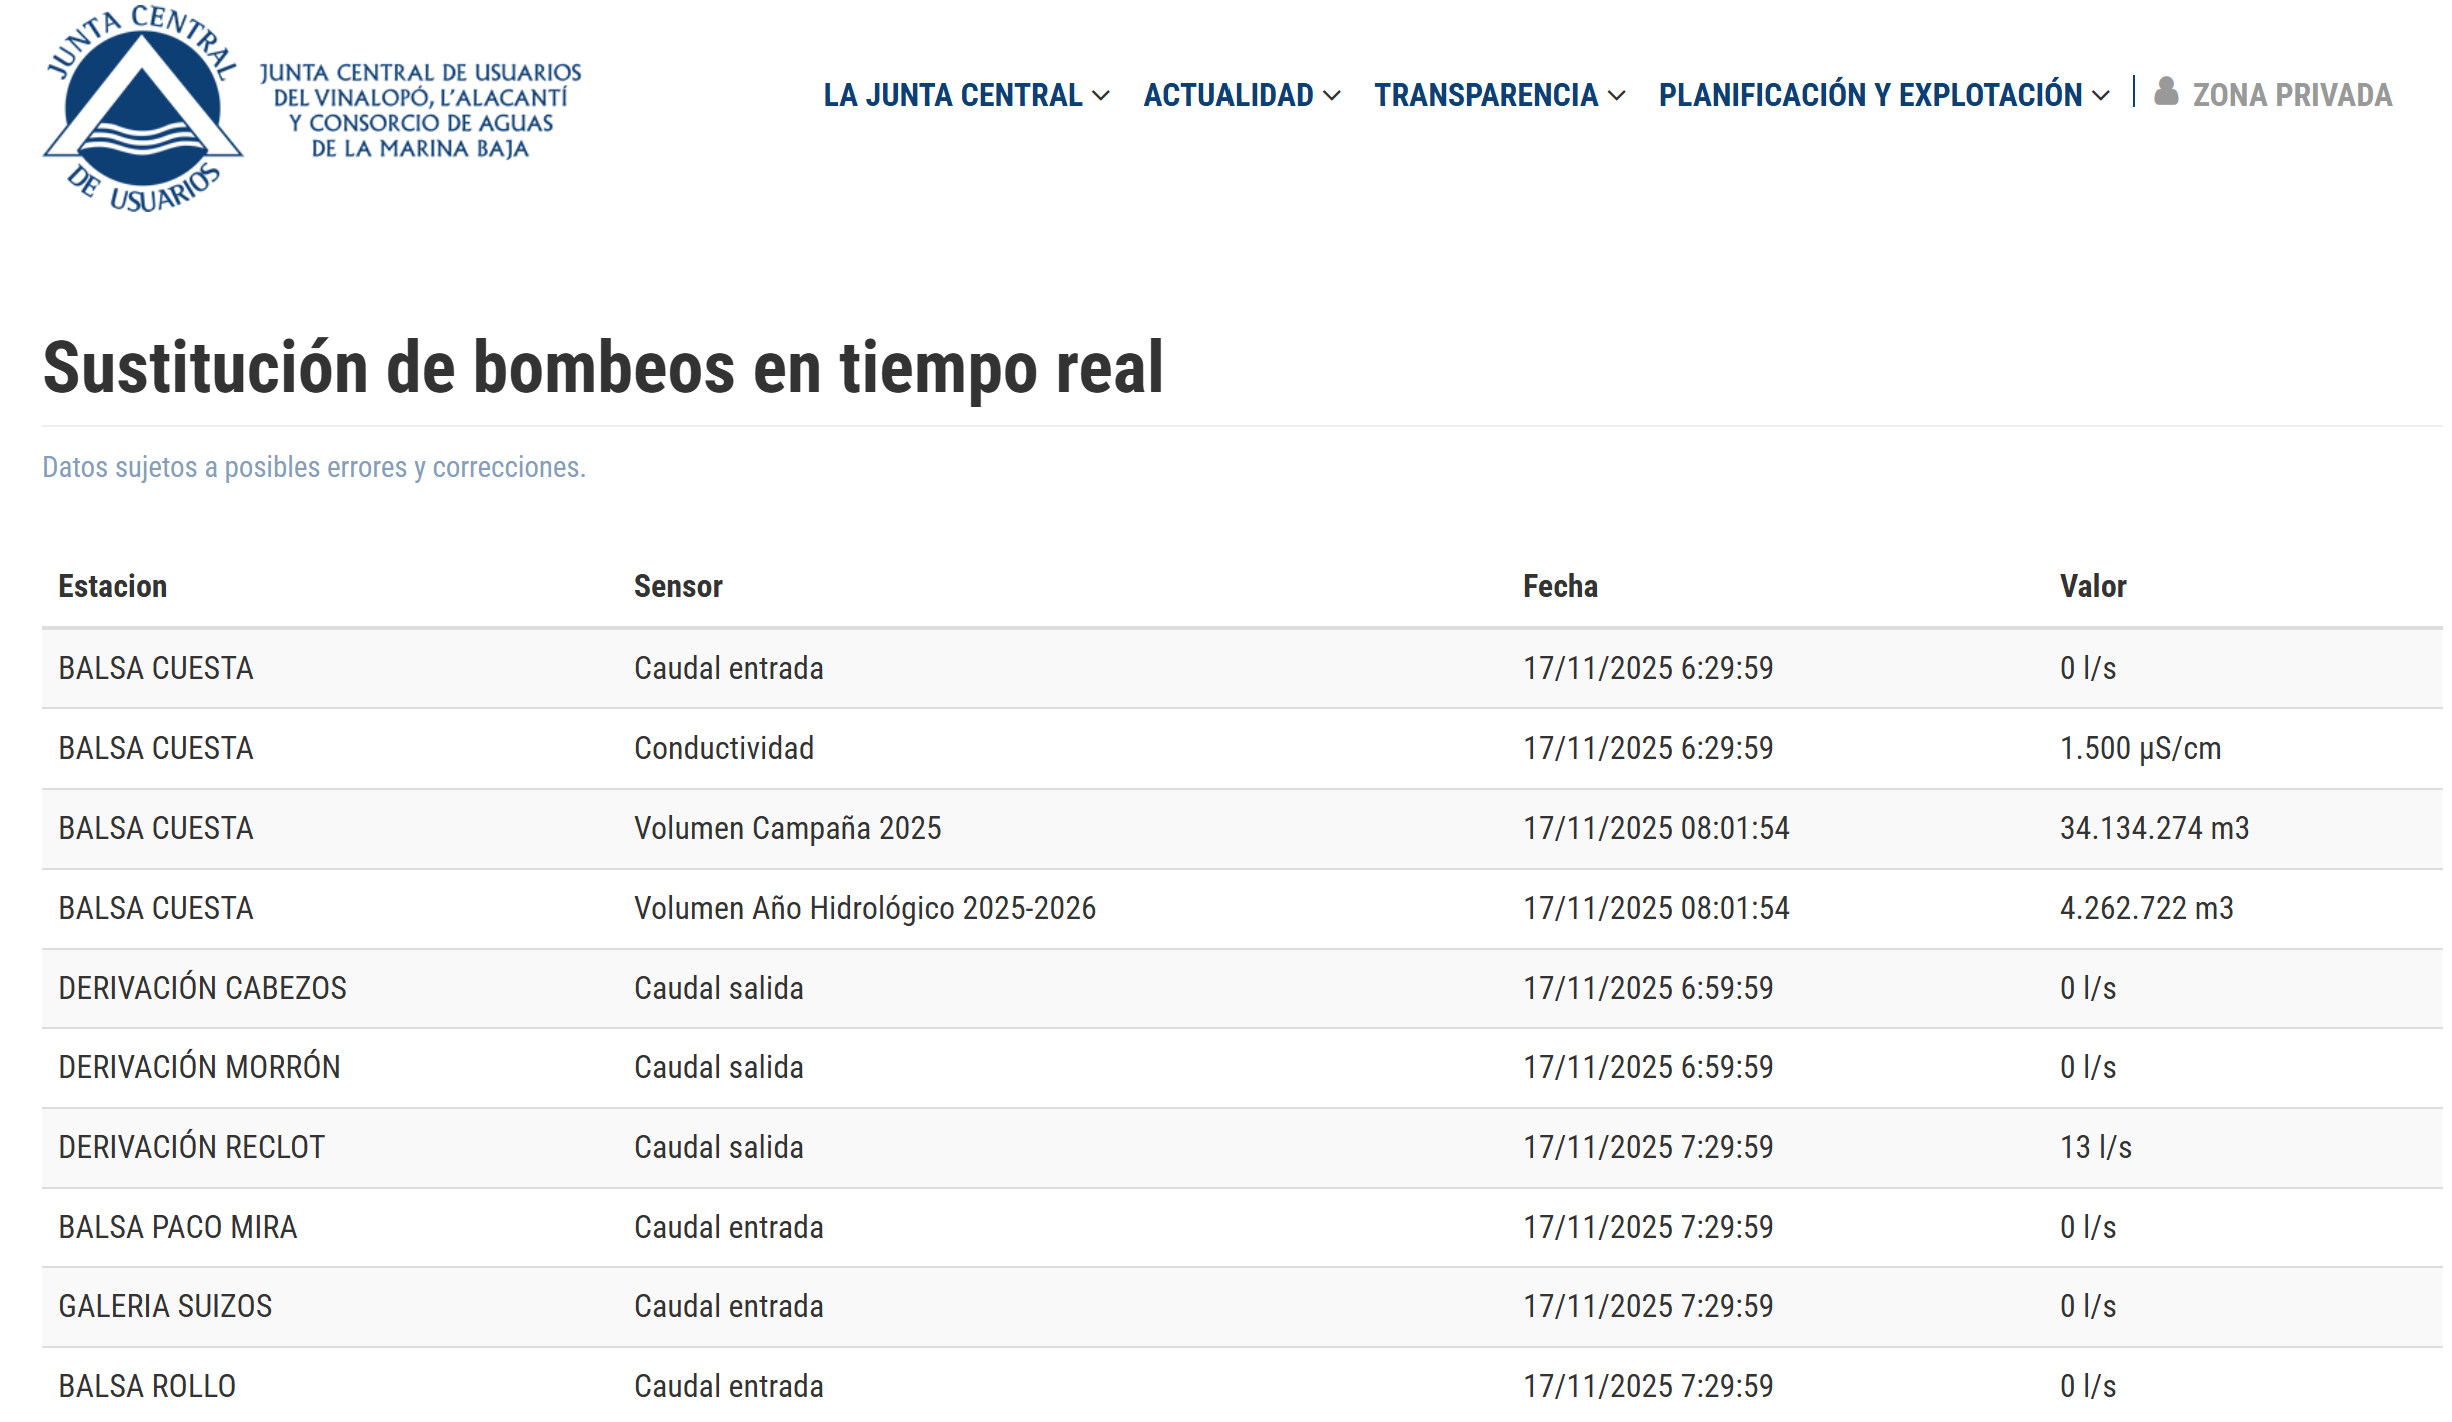 JUNTA CENTRAL
DE USUARIOS
JUNTA CENTRAL DE USUARIOS
DEL VINALOPÓ, L'ALACANTÍ
Y CONSORCIO DE AGUAS
DE LA MARINA BAJA
LA JUNTA CENTRAL ACTUALIDAD TRANSPARENCIA PLANIFICACIÓN Y EXPLOTACIÓN ZONA PRIVADA
Sustitución de bombeos en tiempo real
Datos sujetos a posibles errores y correcciones.
Estacion Sensor Fecha Valor
BALSA CUESTA Caudal entrada 17/11/2025 6:29:59 0 l/s
BALSA CUESTA Conductividad 17/11/2025 6:29:59 1.500 µS/cm
BALSA CUESTA Volumen Campaña 2025 17/11/2025 08:01:54 34.134.274 m3
BALSA CUESTA Volumen Año Hidrológico 2025-2026 17/11/2025 08:01:54 4.262.722 m3
DERIVACIÓN CABEZOS Caudal salida 17/11/2025 6:59:59 0 l/s
DERIVACIÓN MORRÓN Caudal salida 17/11/2025 6:59:59 0 l/s
DERIVACIÓN RECLOT Caudal salida 17/11/2025 7:29:59 13 l/s
BALSA PACO MIRA Caudal entrada 17/11/2025 7:29:59 0 l/s
GALERIA SUIZOS Caudal entrada 17/11/2025 7:29:59 0 l/s
BALSA ROLLO Caudal entrada 17/11/2025 7:29:59 0 l/s